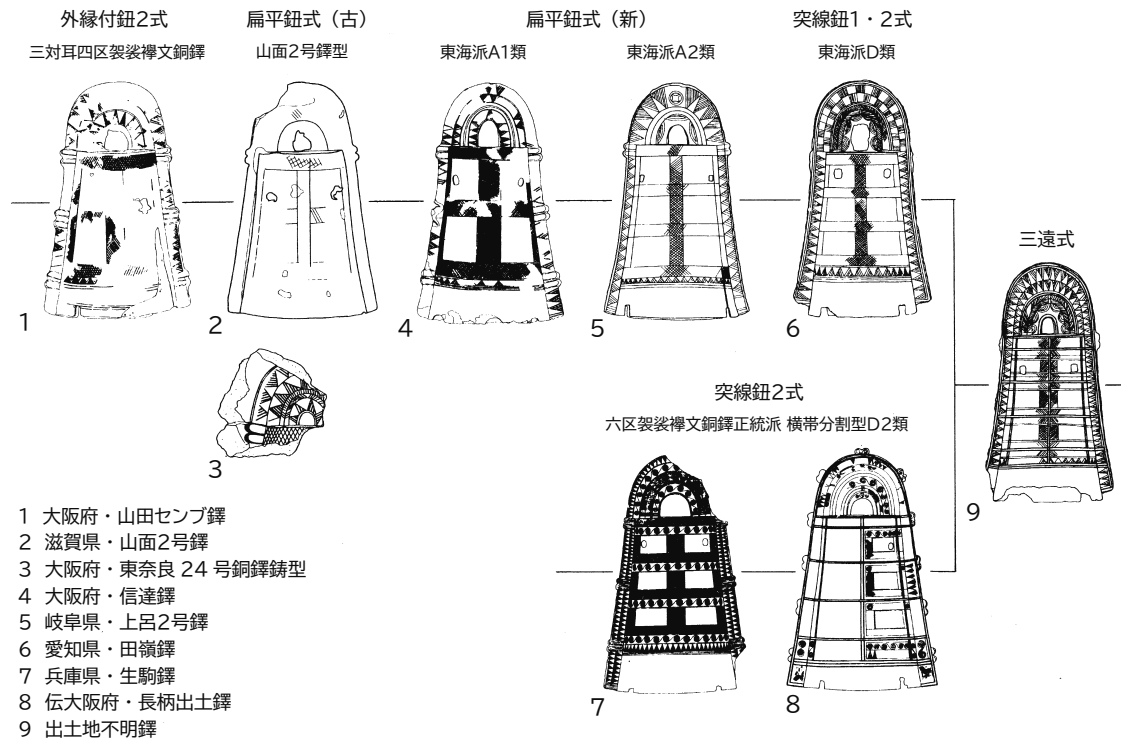 外縁付鈕2式
扁平鈕式（古）
扁平鈕式（新）
突線鈕1・2式
三対耳四区袈裟襷文銅鐸
山面2号鐸型
東海派A1類
東海派A2類
東海派D類
三遠式
1
2
4
5
6
突線鈕2式
六区袈裟襷文銅鐸正統派 横帯分割型D2類
3
9
7
8
1 大阪府・山田センブ鐸
2 滋賀県・山面2号鐸
3 大阪府・東奈良24号銅鐸鋳型
4 大阪府・信達鐸
5 岐阜県・上呂2号鐸
6 愛知県・田嶺鐸
7 兵庫県・生駒鐸
8 伝大阪府・長柄出土鐸
9 出土地不明鐸